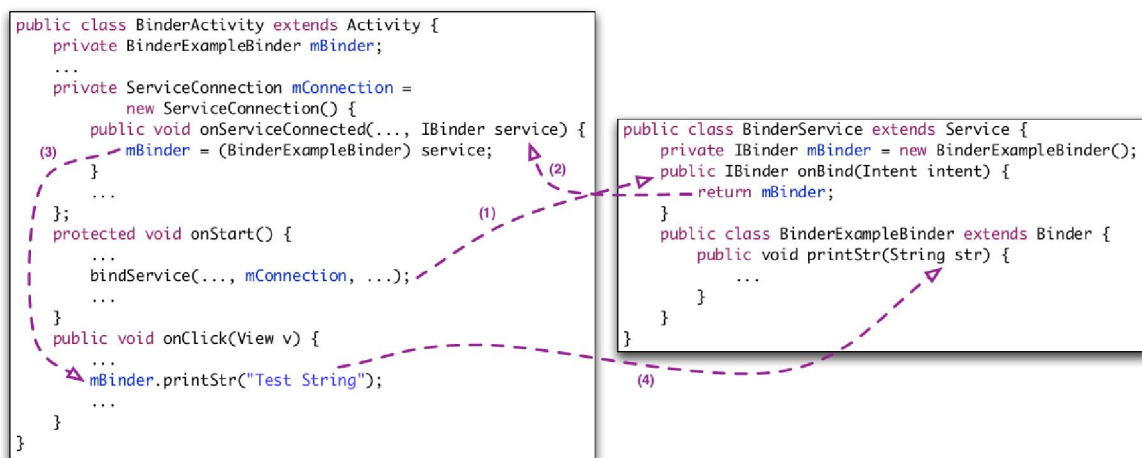 public class BinderActivity extends Activity {
    private BinderExampleBinder mBinder;
    ...
    private ServiceConnection mConnection =
            new ServiceConnection() {
        public void onServiceConnected(..., IBinder service) {
(3)         mBinder = (BinderExampleBinder) service;
        }
        ...
    };
    protected void onStart() {
        ...
        bindService(..., mConnection, ...);
        ...
    }
    public void onClick(View v) {
        ...
        mBinder.printStr("Test String");
        ...
    }
}
(1)
(2)
public class BinderService extends Service {
    private IBinder mBinder = new BinderExampleBinder();
    public IBinder onBind(Intent intent) {
        return mBinder;
    }
    public class BinderExampleBinder extends Binder {
        public void printStr(String str) {
            ...
        }
    }
}
(4)